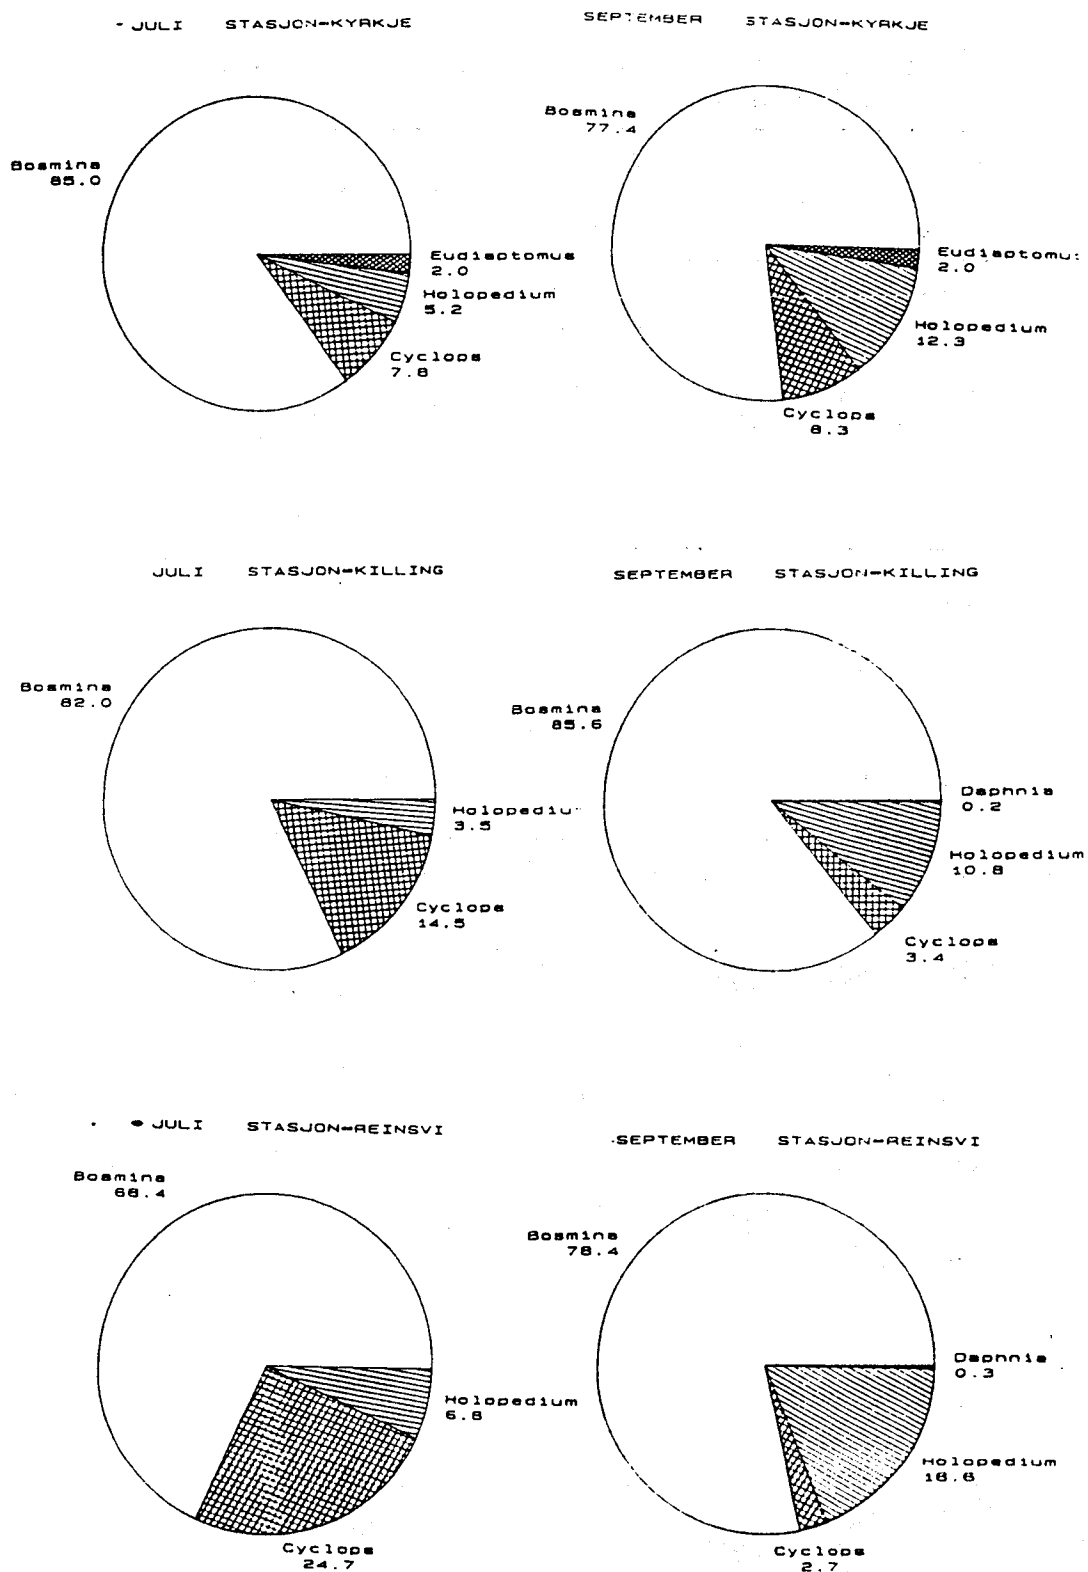 JULI STASJON=KYRKJE
Bosmina
85.0
Eudiaptomus
2.0
Holopedium
5.2
Cyclops
7.8
SEPTEMBER STASJON=KYRKJE
Bosmina
77.4
Eudiaptomu
2.0
Holopedium
12.3
Cyclops
8.3
JULI STASJON=KILLING
Bosmina
82.0
Holopediu
3.5
Cyclops
14.5
SEPTEMBER STASJON=KILLING
Bosmina
85.6
Daphnia
0.2
Holopedium
10.8
Cyclops
3.4
JULI STASJON=REINSVI
Bosmina
68.4
Holopedium
6.8
Cyclops
24.7
SEPTEMBER STASJON=REINSVI
Bosmina
78.4
Daphnia
0.3
Holopedium
18.6
Cyclops
2.7